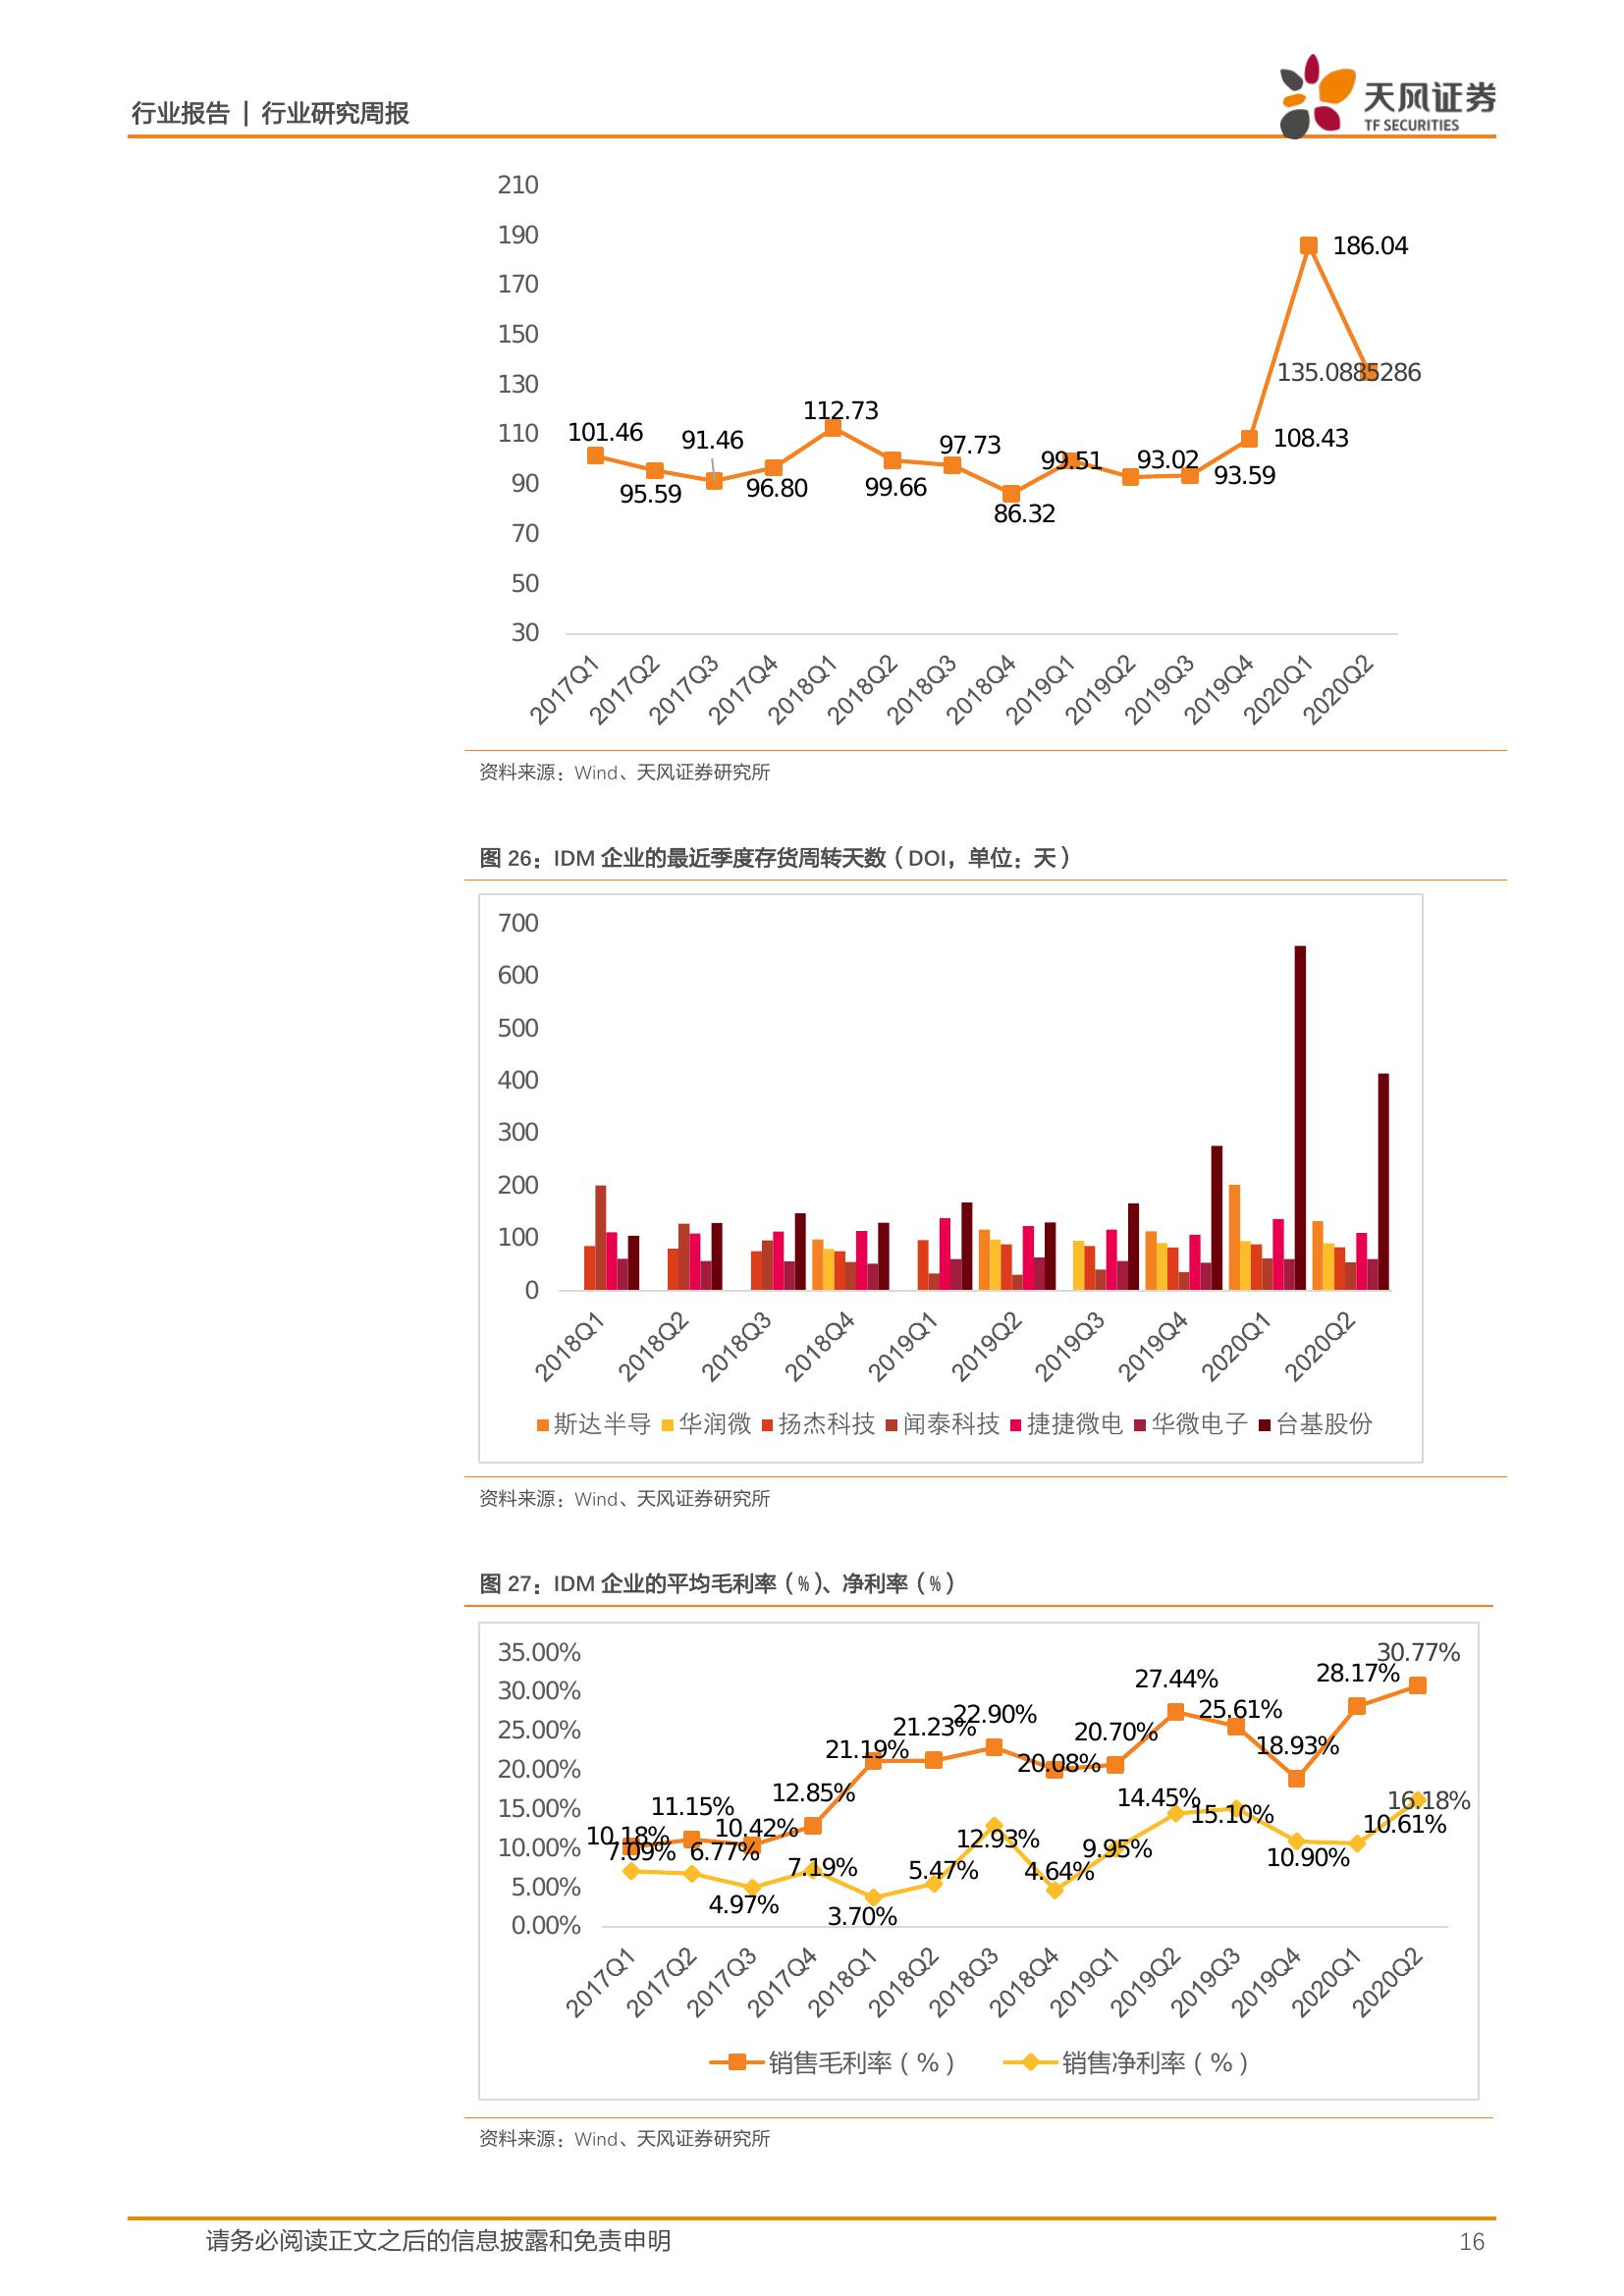 行业报告 | 行业研究周报
天风证券
TF SECURITIES
210
190
170
150
130
110
90
70
50
30
101.46
95.59
91.46
96.80
112.73
99.66
97.73
86.32
99.51
93.02
93.59
108.43
186.04
135.0885286
2017Q1
2017Q2
2017Q3
2017Q4
2018Q1
2018Q2
2018Q3
2018Q4
2019Q1
2019Q2
2019Q3
2019Q4
2020Q1
2020Q2
资料来源：Wind、天风证券研究所
图 26：IDM 企业的最近季度存货周转天数（DOI，单位：天）
700
600
500
400
300
200
100
0
2018Q1
2018Q2
2018Q3
2018Q4
2019Q1
2019Q2
2019Q3
2019Q4
2020Q1
2020Q2
斯达半导 华润微 扬杰科技 闻泰科技 捷捷微电 华微电子 台基股份
资料来源：Wind、天风证券研究所
图 27：IDM 企业的平均毛利率（%）、净利率（%）
35.00%
30.00%
25.00%
20.00%
15.00%
10.00%
5.00%
0.00%
10.18%
11.15%
10.42%
12.85%
21.19%
21.23%
22.90%
20.08%
20.70%
27.44%
25.61%
18.93%
28.17%
30.77%
7.09%
6.77%
4.97%
7.19%
3.70%
5.47%
12.93%
4.64%
9.95%
14.45%
15.10%
10.90%
10.61%
16.18%
2017Q1
2017Q2
2017Q3
2017Q4
2018Q1
2018Q2
2018Q3
2018Q4
2019Q1
2019Q2
2019Q3
2019Q4
2020Q1
2020Q2
销售毛利率（%） 销售净利率（%）
资料来源：Wind、天风证券研究所
请务必阅读正文之后的信息披露和免责申明 16